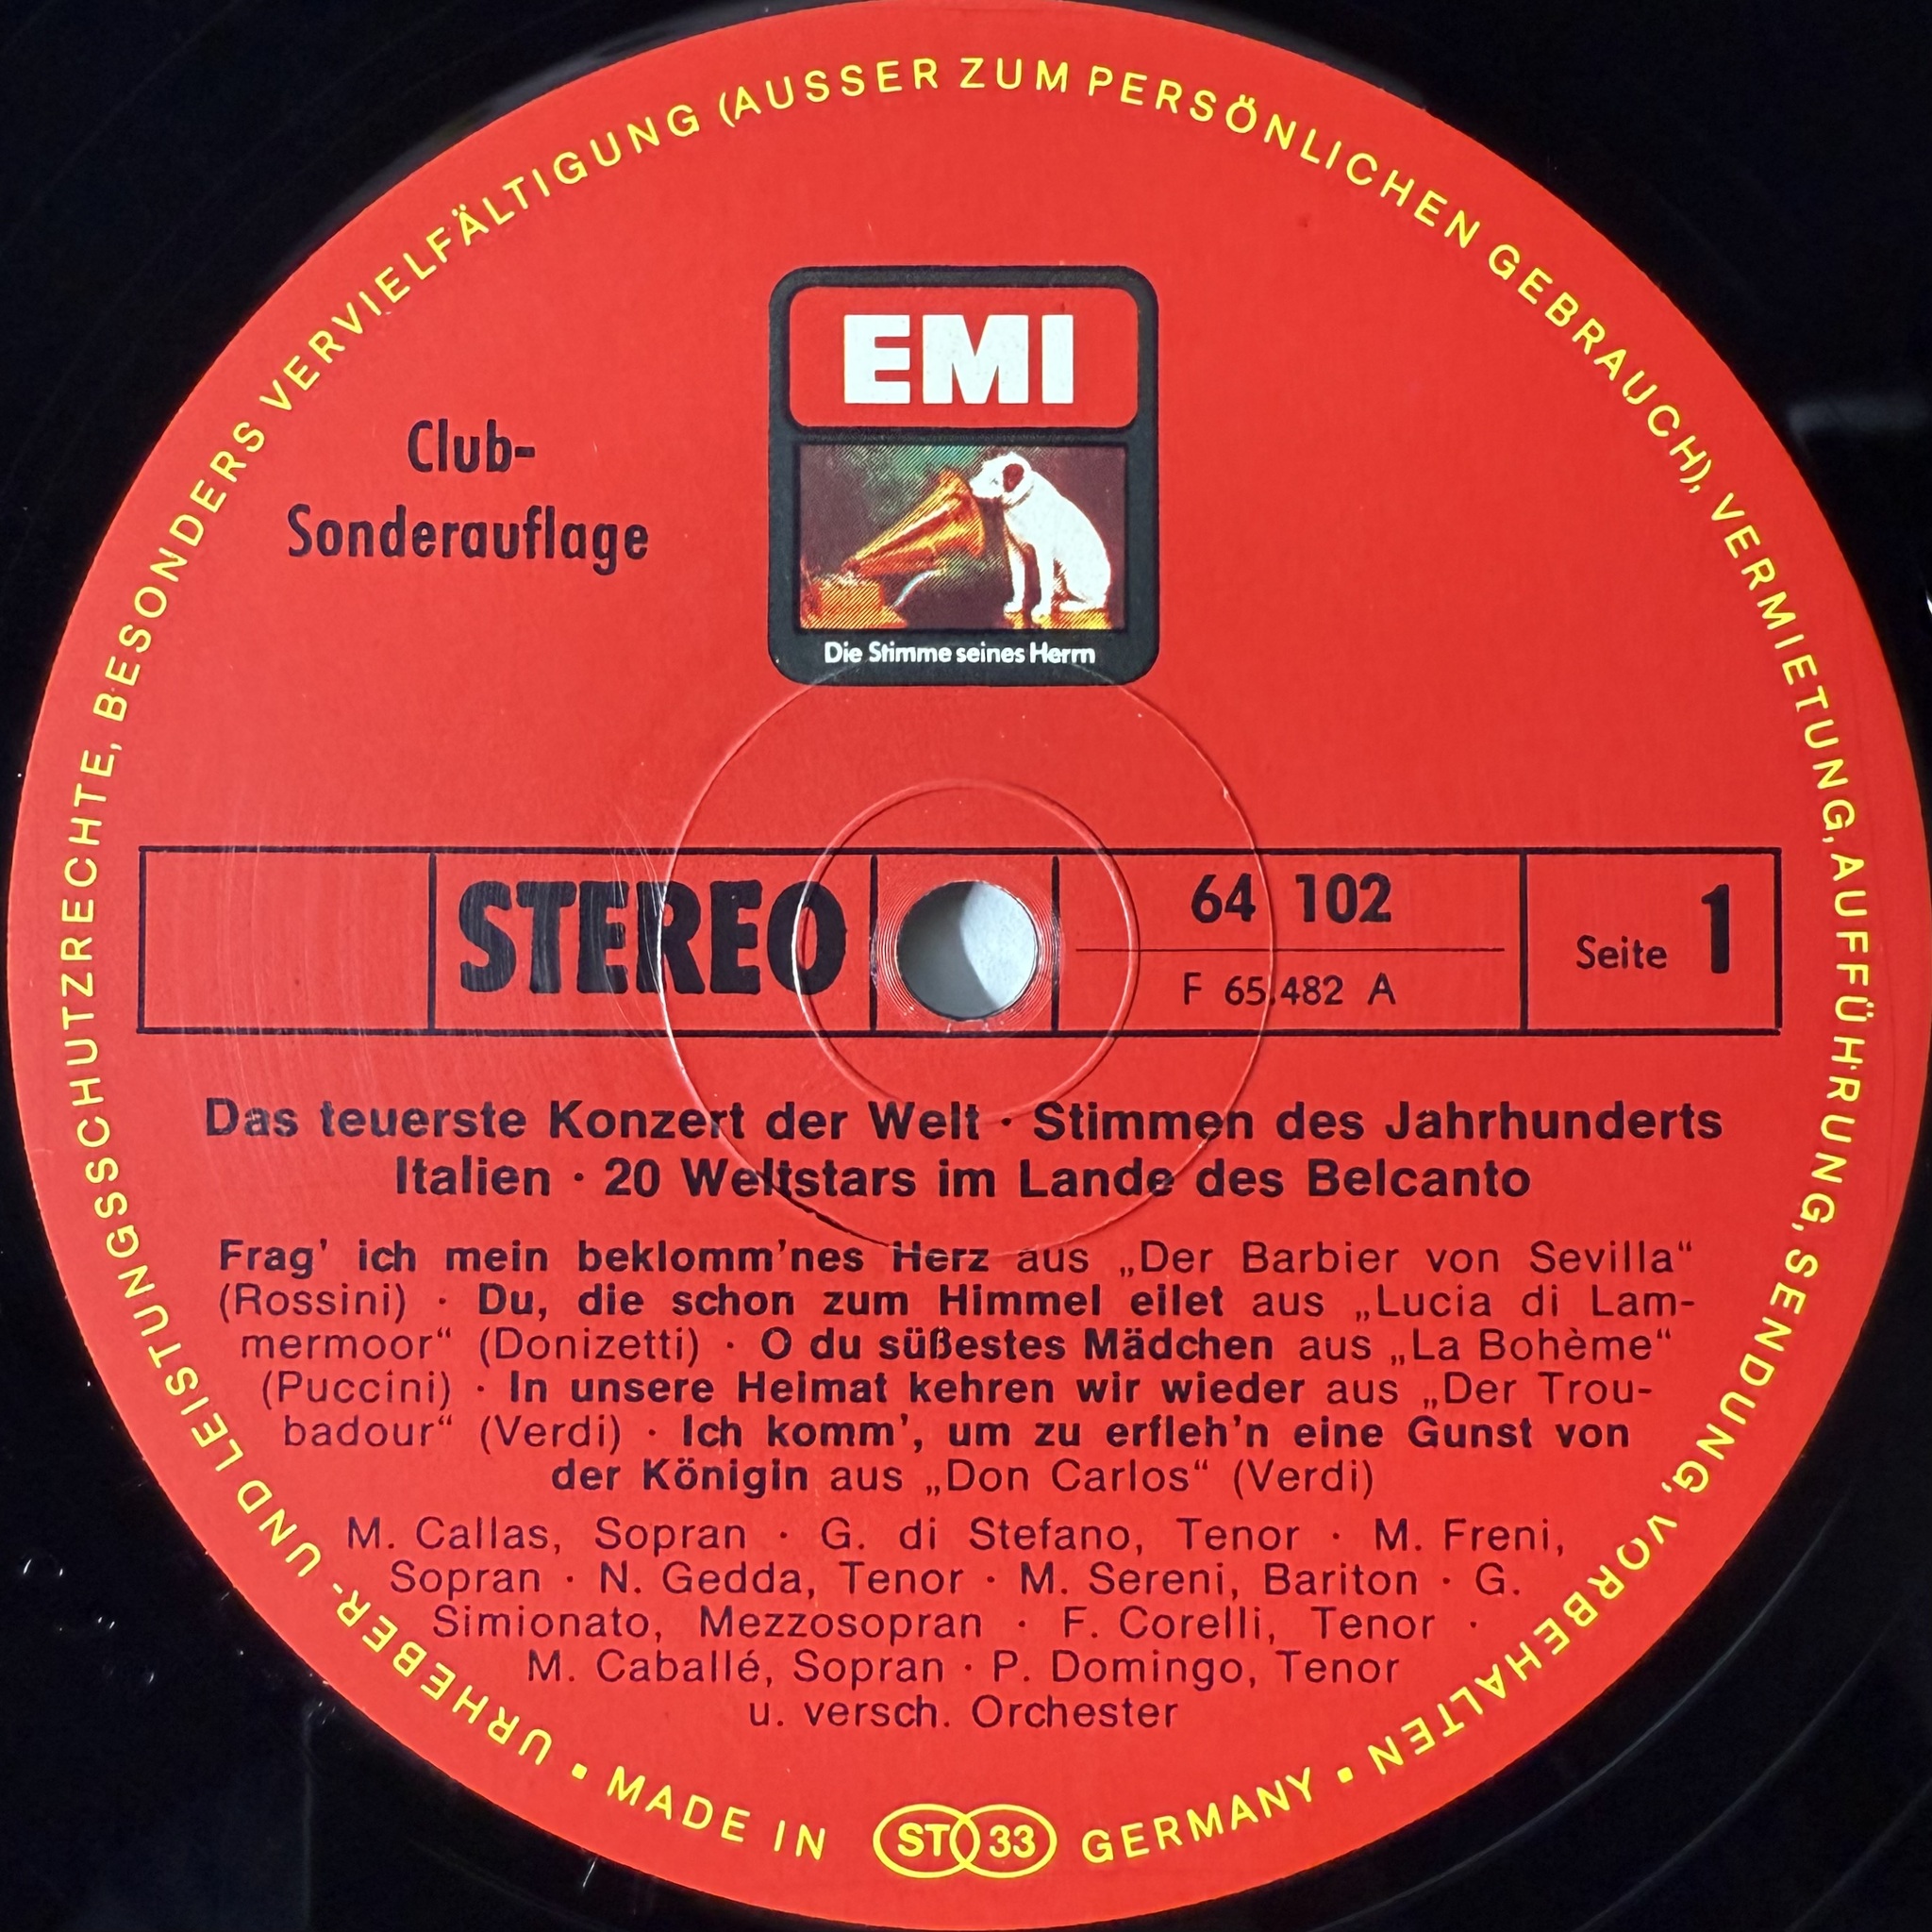 URHEBER- UND LEISTUNGSSCHUTZRECHTE, BESONDERS VERVIELFÄLTIGUNG (AUSSER ZUM PERSÖNLICHEN GEBRAUCH), VERMIETUNG, AUFFÜHRUNG, SENDUNG, VORBEHALTEN
EMI
Die Stimme seines Herrn
Club-
Sonderauflage
STEREO
64 102
F 65.482 A
Seite 1
Das teuerste Konzert der Welt · Stimmen des Jahrhunderts
Italien · 20 Weltstars im Lande des Belcanto
Frag’ ich mein beklomm’nes Herz aus „Der Barbier von Sevilla“
(Rossini) · Du, die schon zum Himmel eilet aus „Lucia di Lam-
mermoor“ (Donizetti) · O du süßestes Mädchen aus „La Bohème“
(Puccini) · In unsere Heimat kehren wir wieder aus „Der Trou-
badour“ (Verdi) · Ich komm’, um zu erfleh’n eine Gunst von
der Königin aus „Don Carlos“ (Verdi)
M. Callas, Sopran · G. di Stefano, Tenor · M. Freni,
Sopran · N. Gedda, Tenor · M. Sereni, Bariton · G.
Simionato, Mezzosopran · F. Corelli, Tenor ·
M. Caballé, Sopran · P. Domingo, Tenor
u. versch. Orchester
▪ MADE IN ST 33 GERMANY ▪